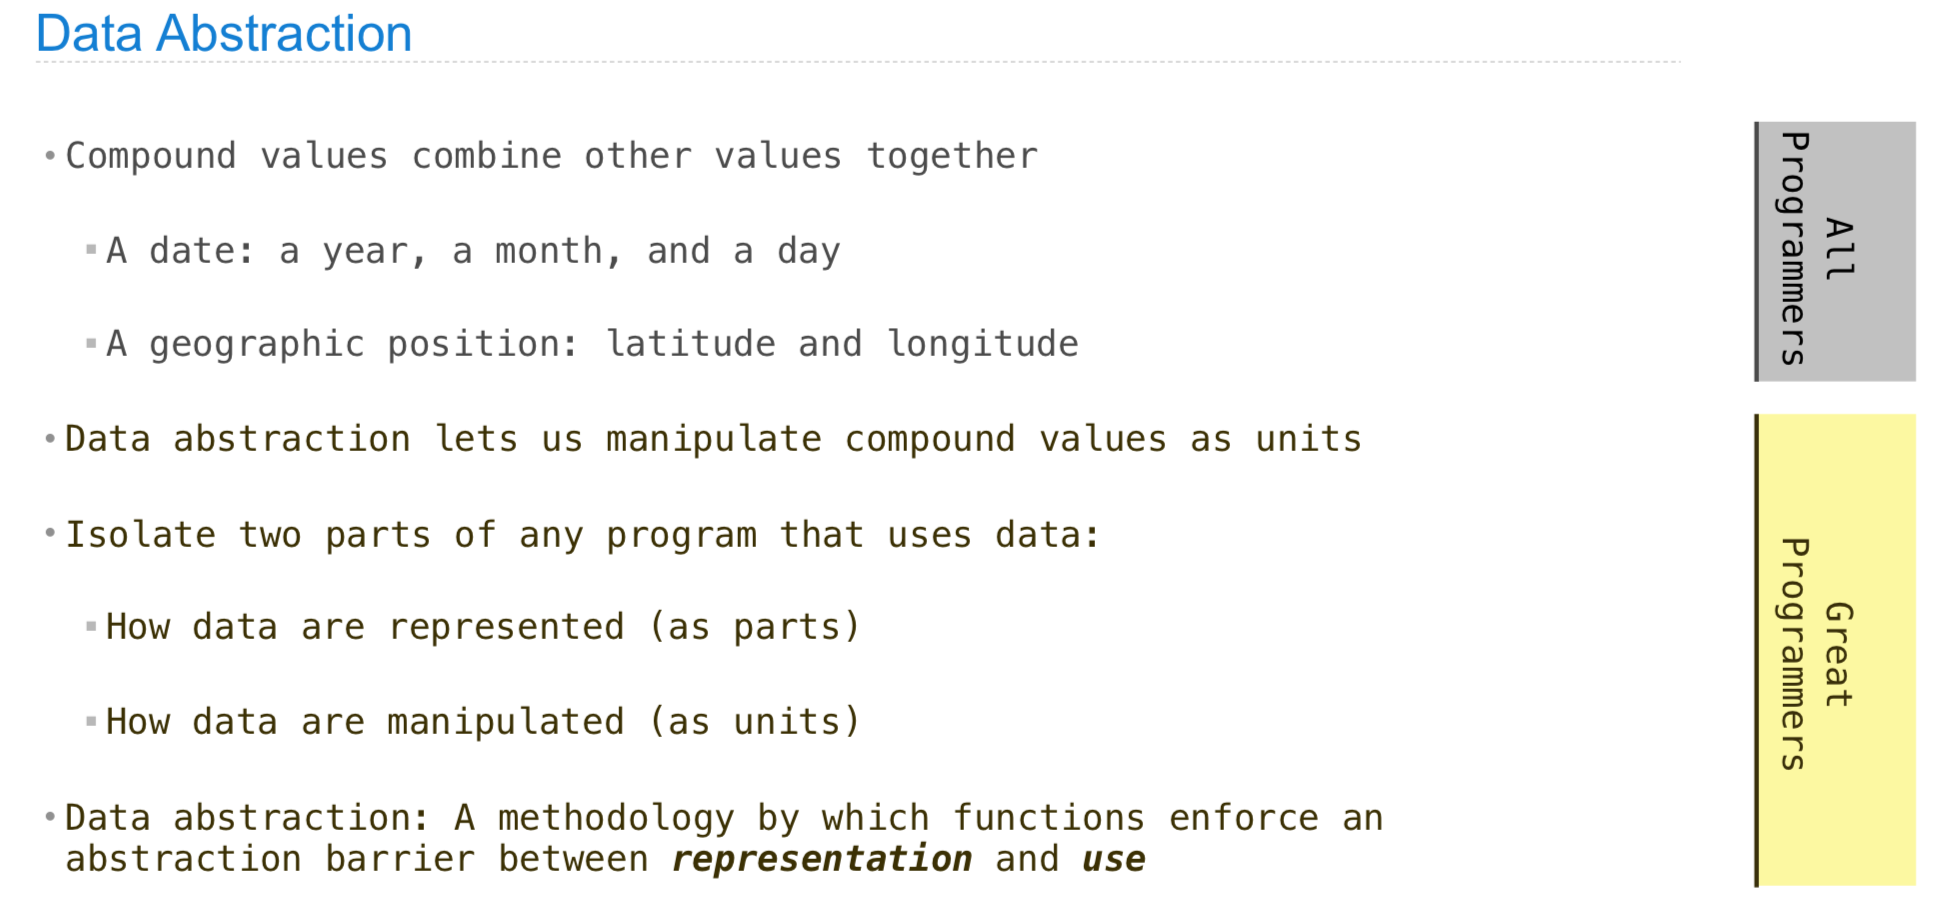 Data Abstraction
• Compound values combine other values together
▪ A date: a year, a month, and a day
▪ A geographic position: latitude and longitude
• Data abstraction lets us manipulate compound values as units
• Isolate two parts of any program that uses data:
▪ How data are represented (as parts)
▪ How data are manipulated (as units)
• Data abstraction: A methodology by which functions enforce an
abstraction barrier between representation and use
All
Programmers
Great
Programmers